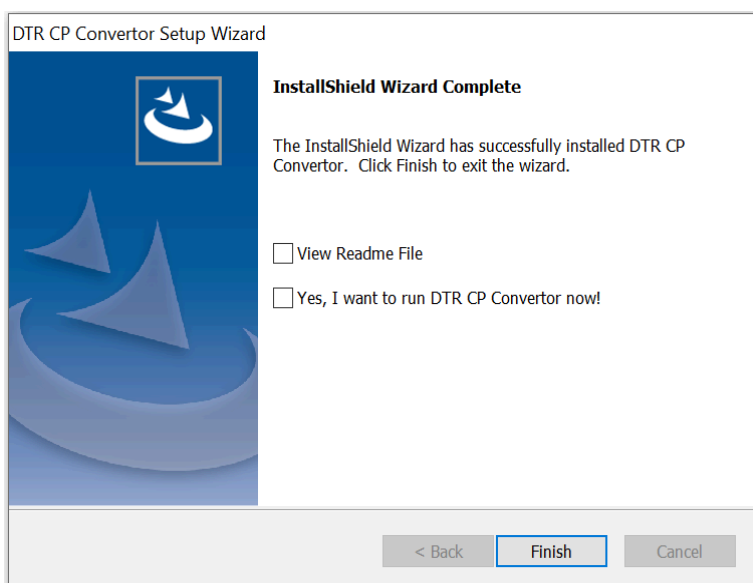 DTR CP Convertor Setup Wizard
InstallShield Wizard Complete
The InstallShield Wizard has successfully installed DTR CP
Convertor. Click Finish to exit the wizard.
View Readme File
Yes, I want to run DTR CP Convertor now!
< Back
Finish
Cancel